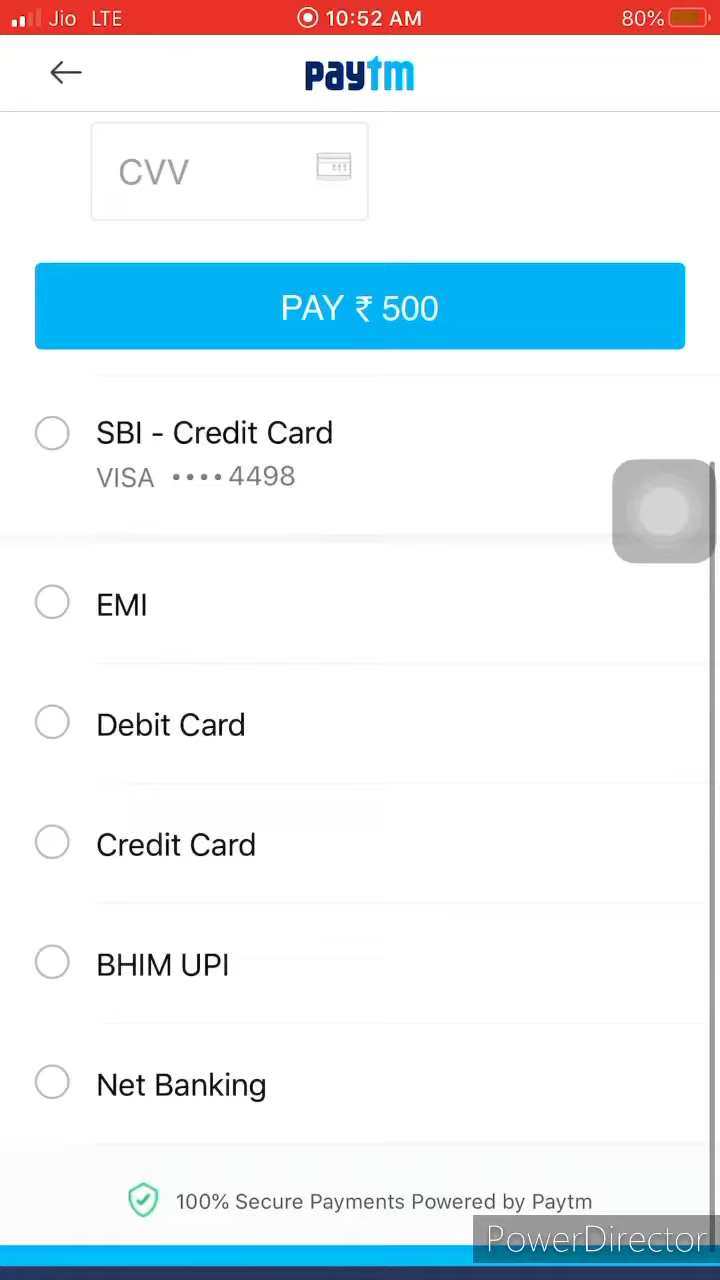 Jio LTE 10:52 AM 80%
paytm
CVV
PAY ₹ 500
SBI - Credit Card
VISA •••• 4498
EMI
Debit Card
Credit Card
BHIM UPI
Net Banking
100% Secure Payments Powered by Paytm
PowerDirector